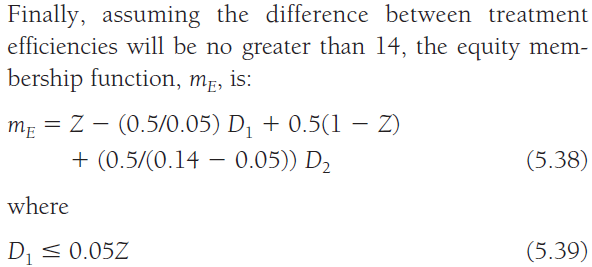 Finally, assuming the difference between treatment
efficiencies will be no greater than 14, the equity mem-
bership function, m_E, is:
m_E = Z − (0.5/0.05) D_1 + 0.5(1 − Z)
+ (0.5/(0.14 − 0.05)) D_2 (5.38)
where
D_1 ≤ 0.05Z (5.39)